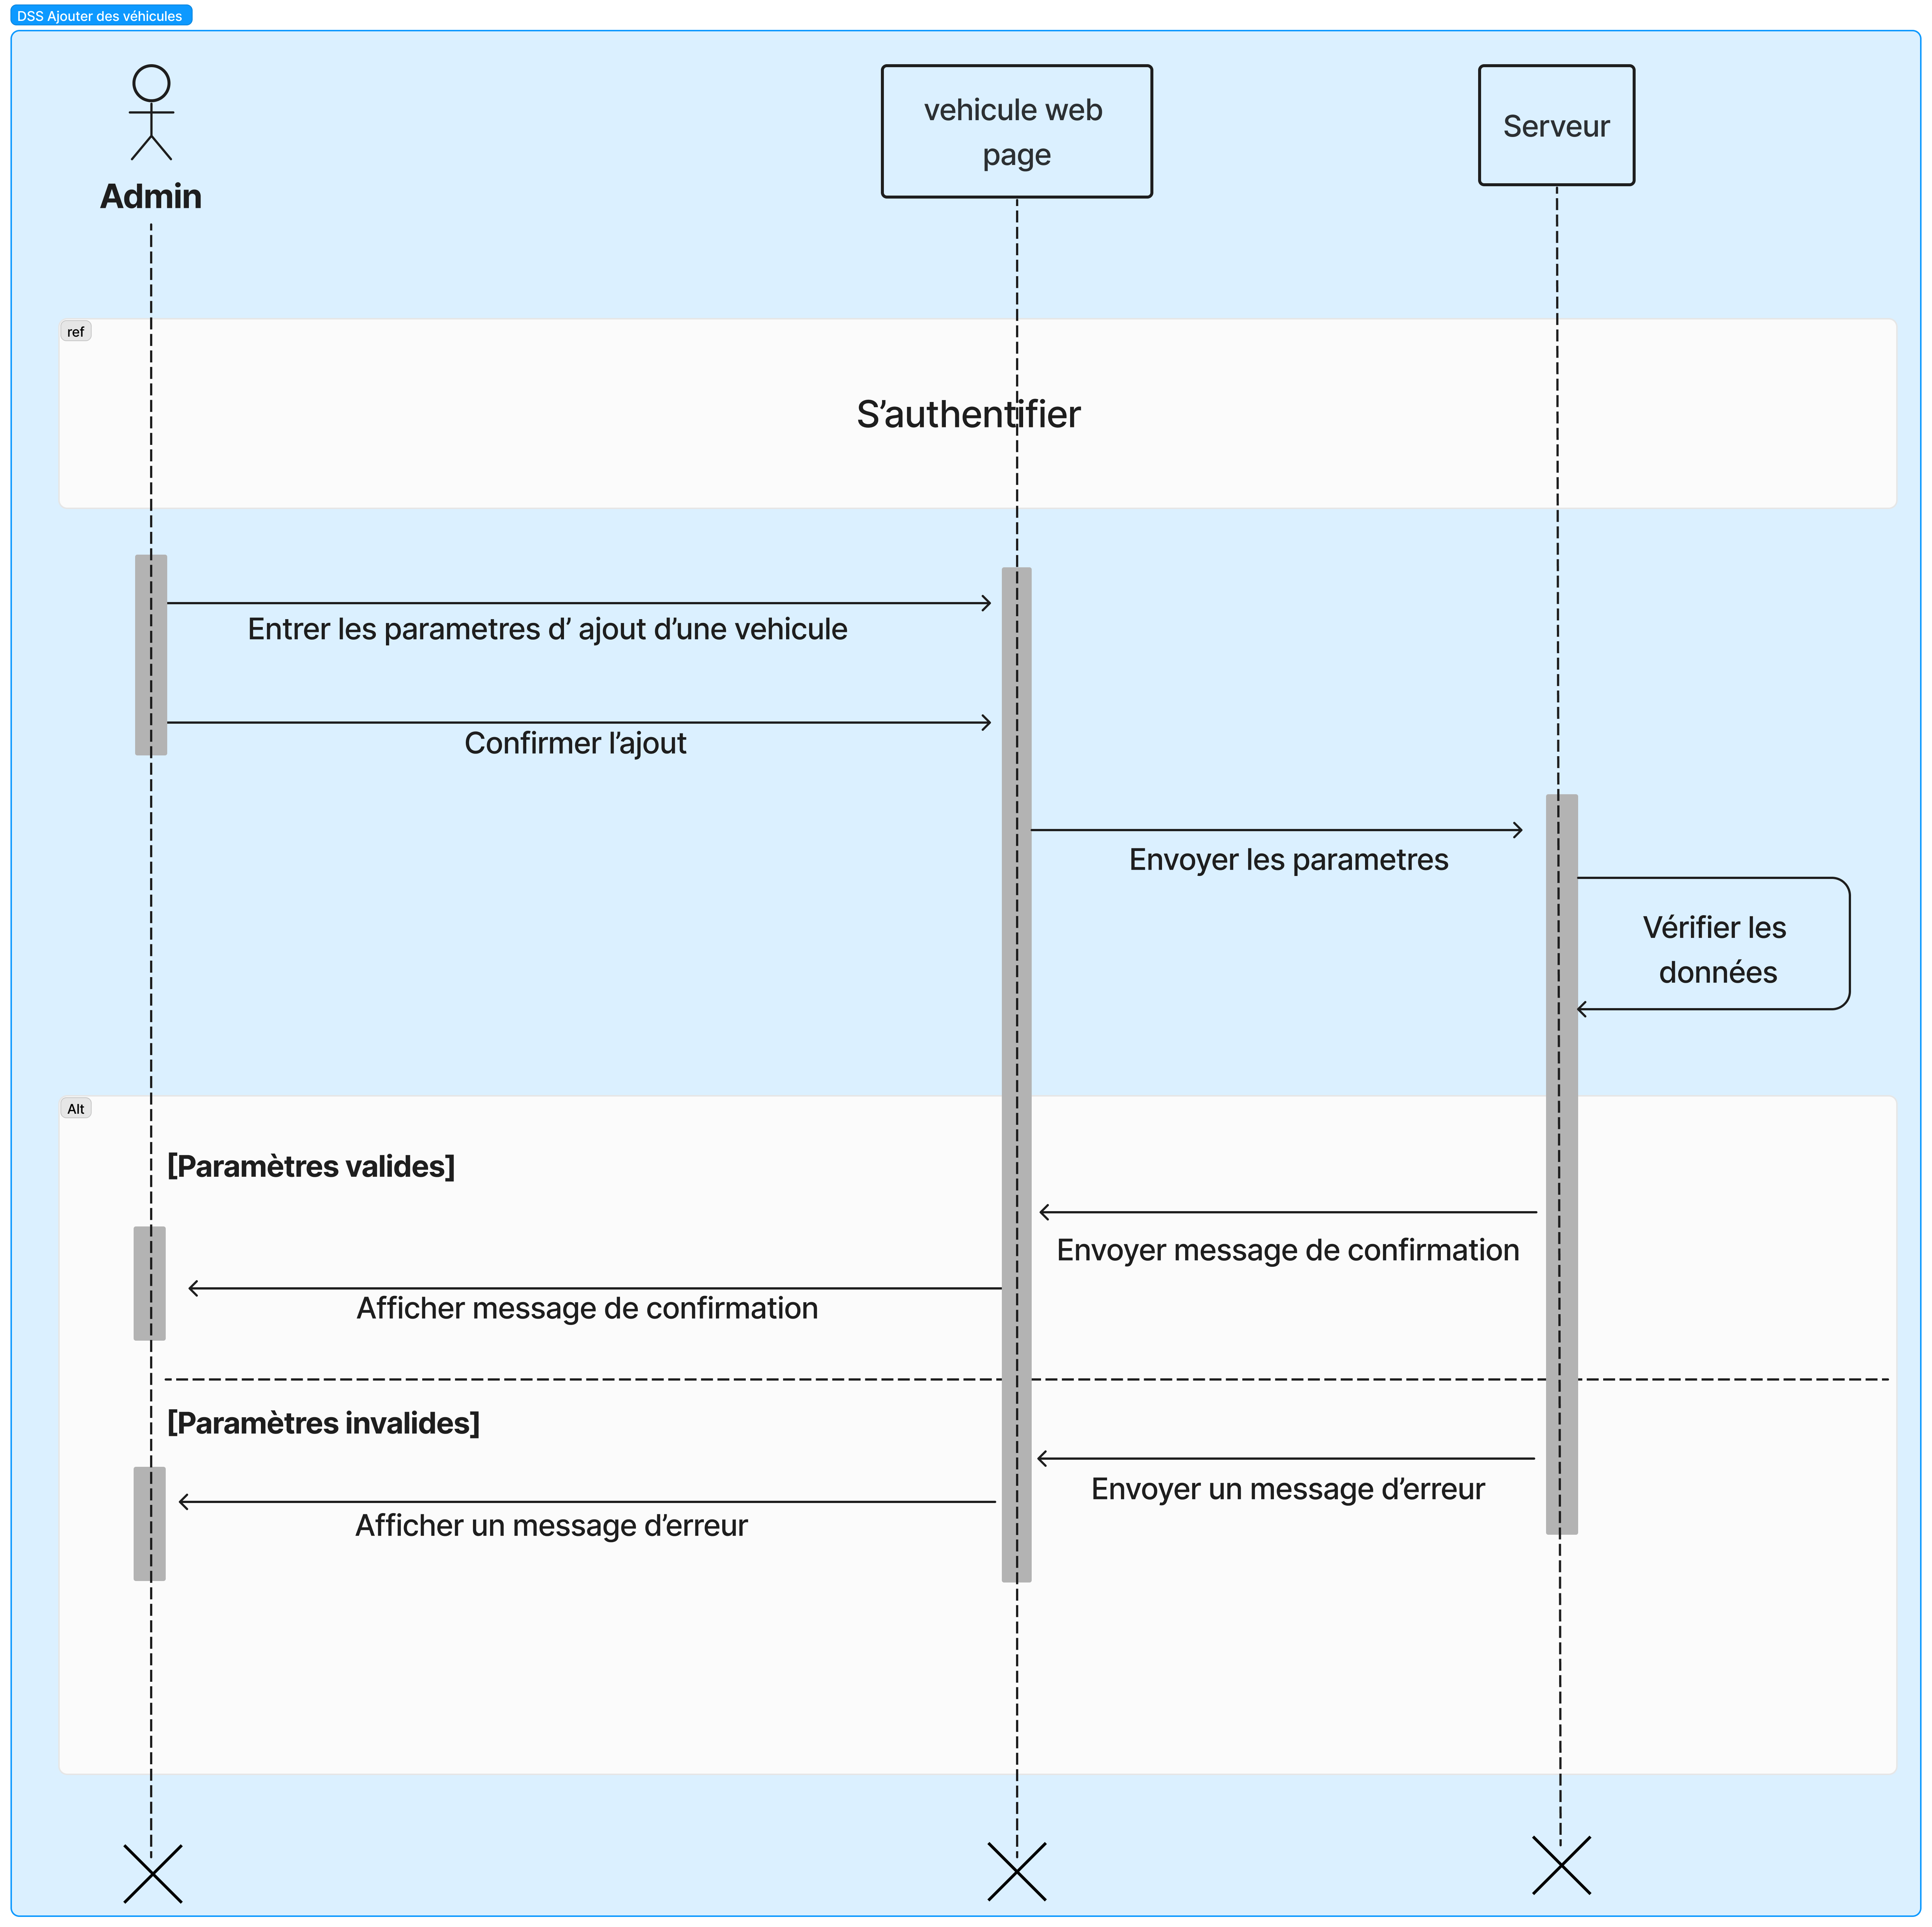 DSS Ajouter des véhicules
Admin
vehicule web
page
Serveur
ref
S’authentifier
Entrer les parametres d’ ajout d’une vehicule
Confirmer l’ajout
Envoyer les parametres
Vérifier les
données
Alt
[Paramètres valides]
Envoyer message de confirmation
Afficher message de confirmation
[Paramètres invalides]
Envoyer un message d’erreur
Afficher un message d’erreur